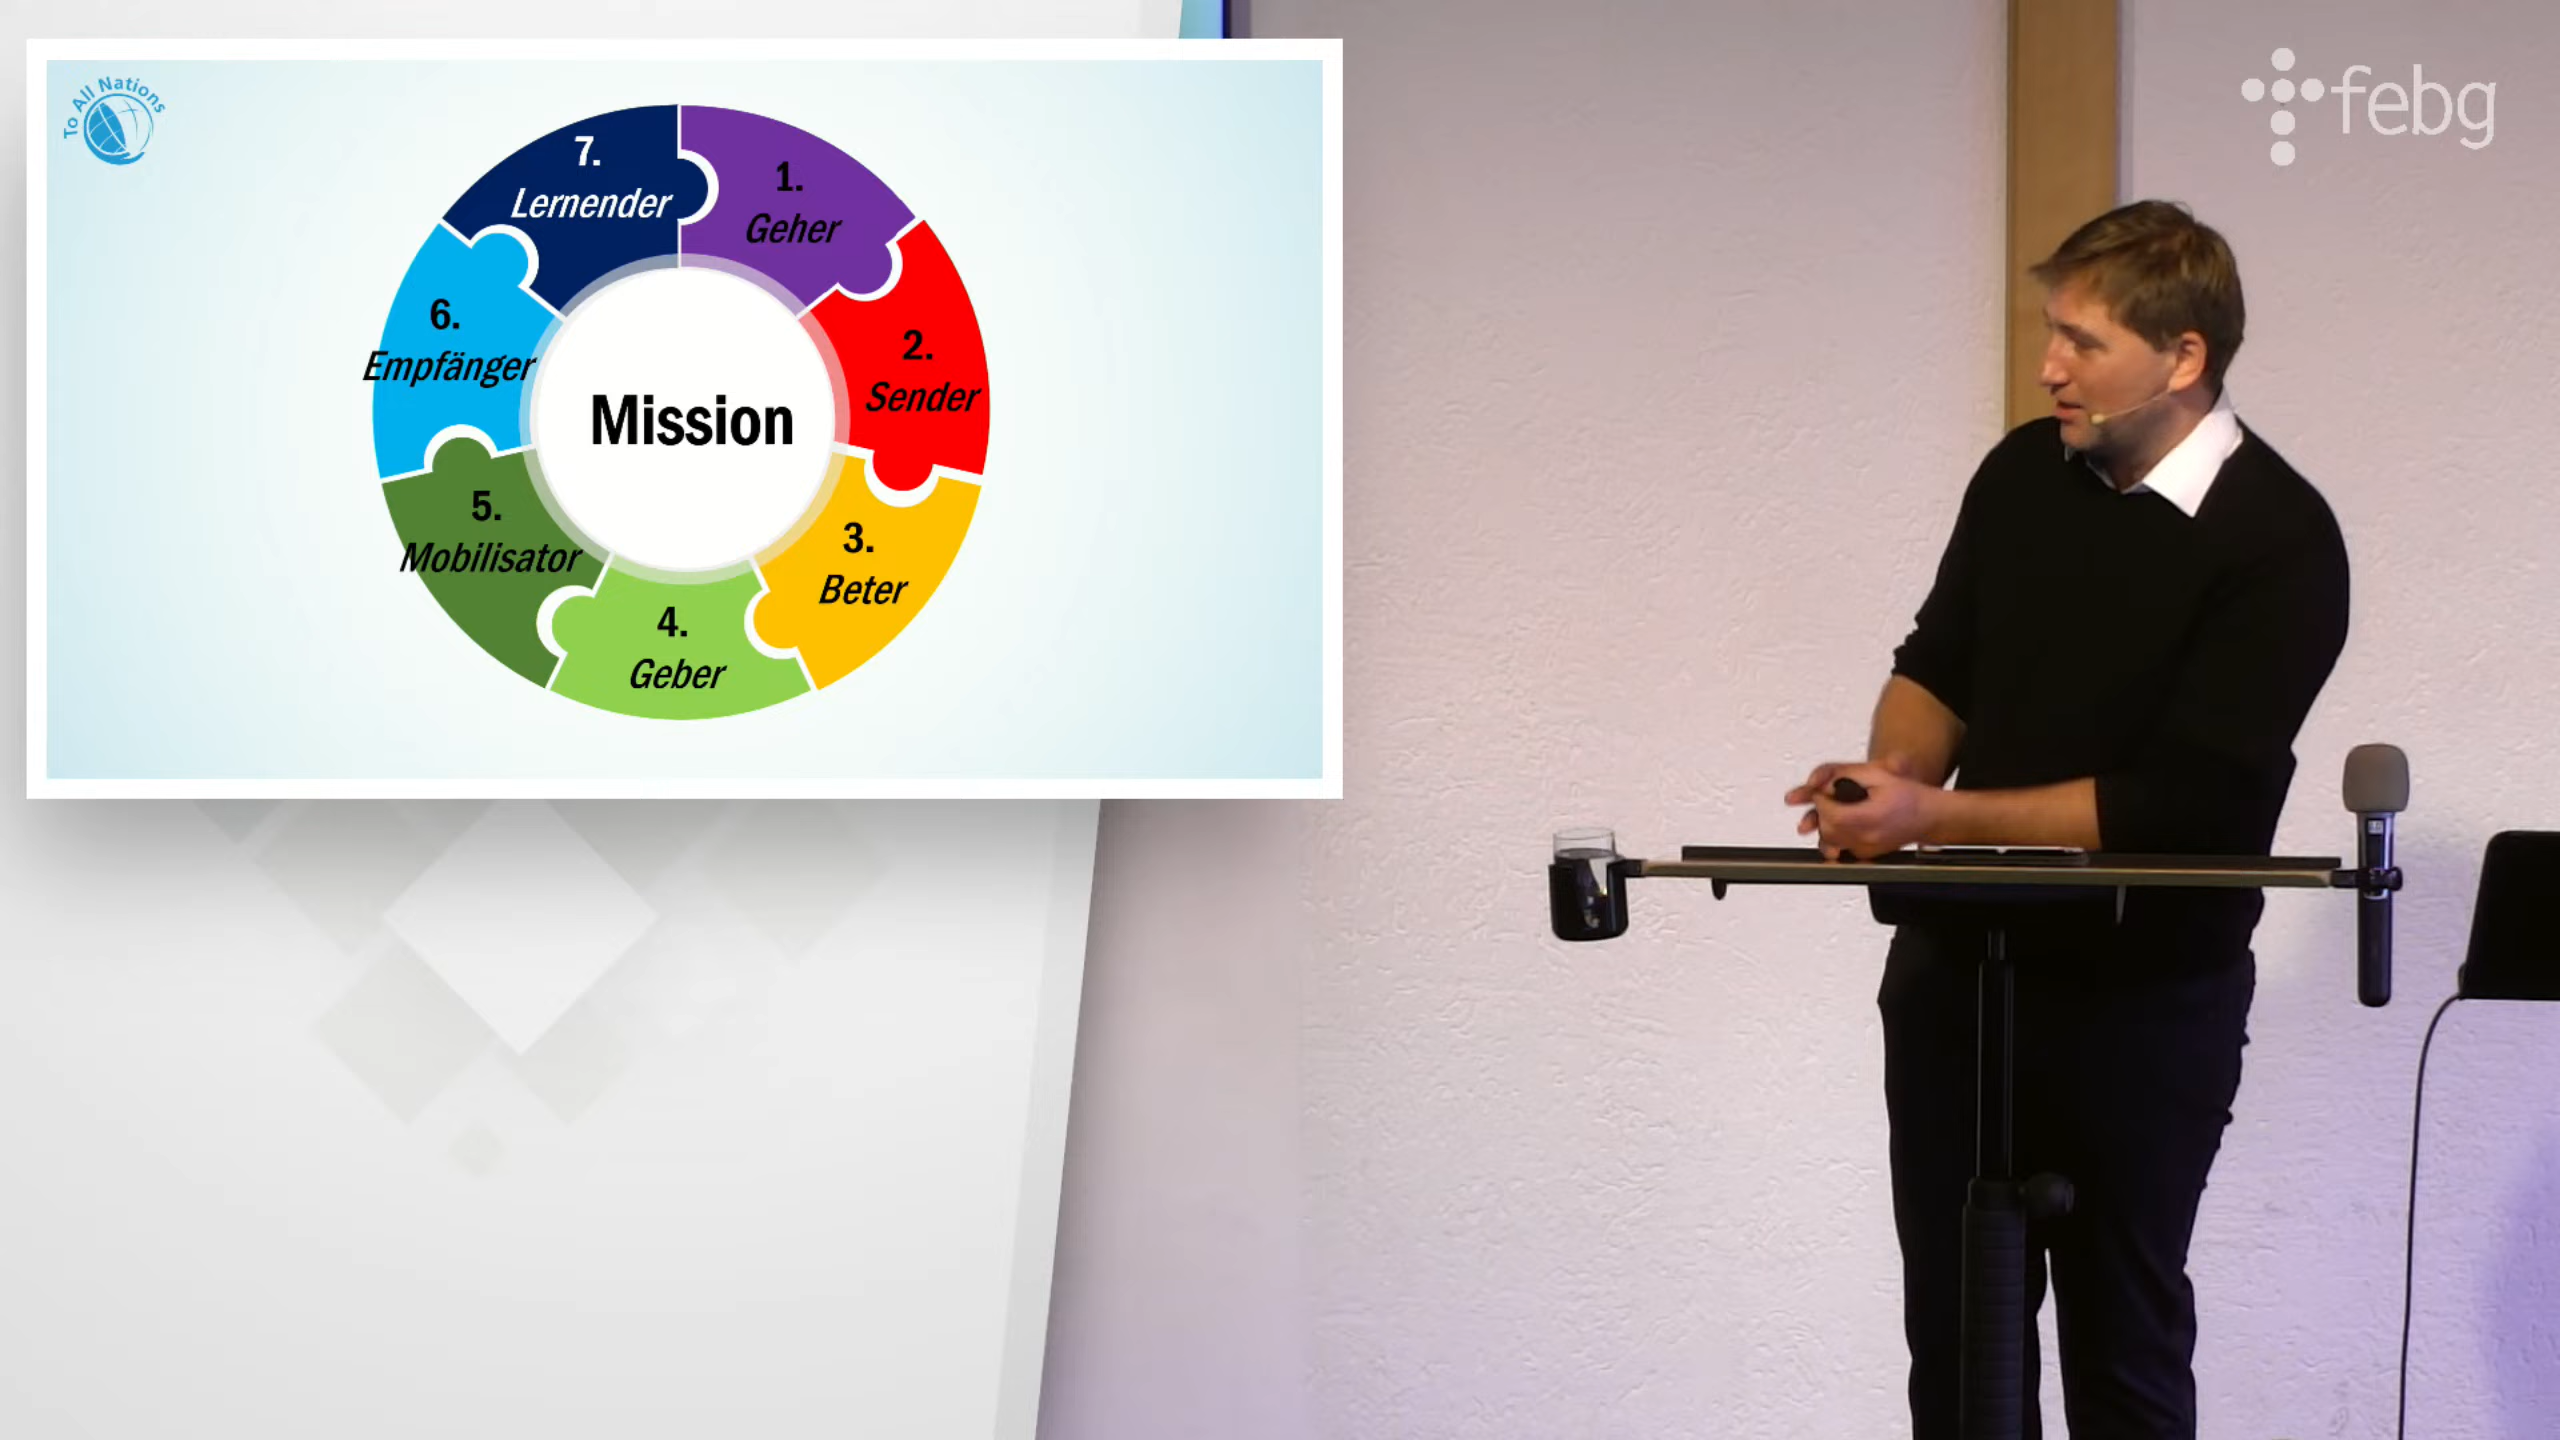 To All Nations
1.
Geher
2.
Sender
3.
Beter
4.
Geber
5.
Mobilisator
6.
Empfänger
7.
Lernender
Mission
febg